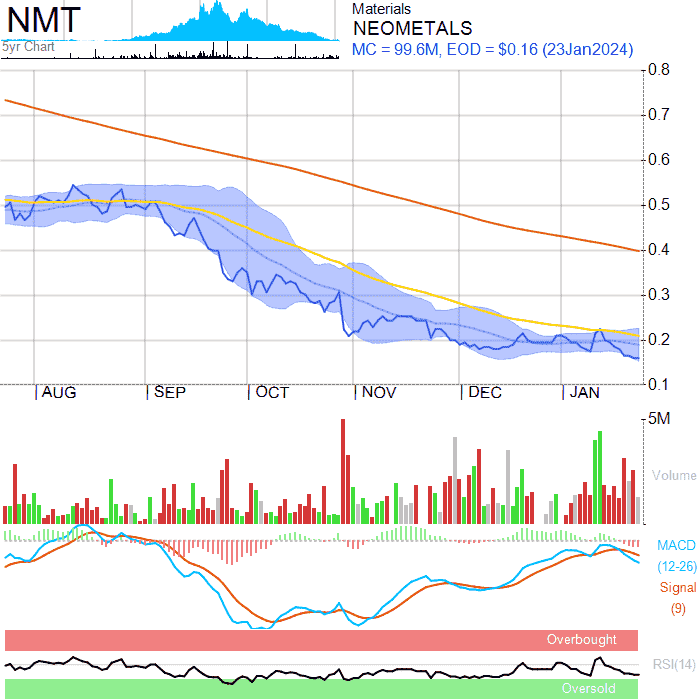 NMT
5yr Chart
Materials
NEOMETALS
MC = 99.6M, EOD = $0.16 (23Jan2024)
0.8
0.7
0.6
0.5
0.4
0.3
0.2
0.1
AUG SEP OCT NOV DEC JAN
5M
Volume
MACD
(12-26)
Signal
(9)
Overbought
RSI(14)
Oversold